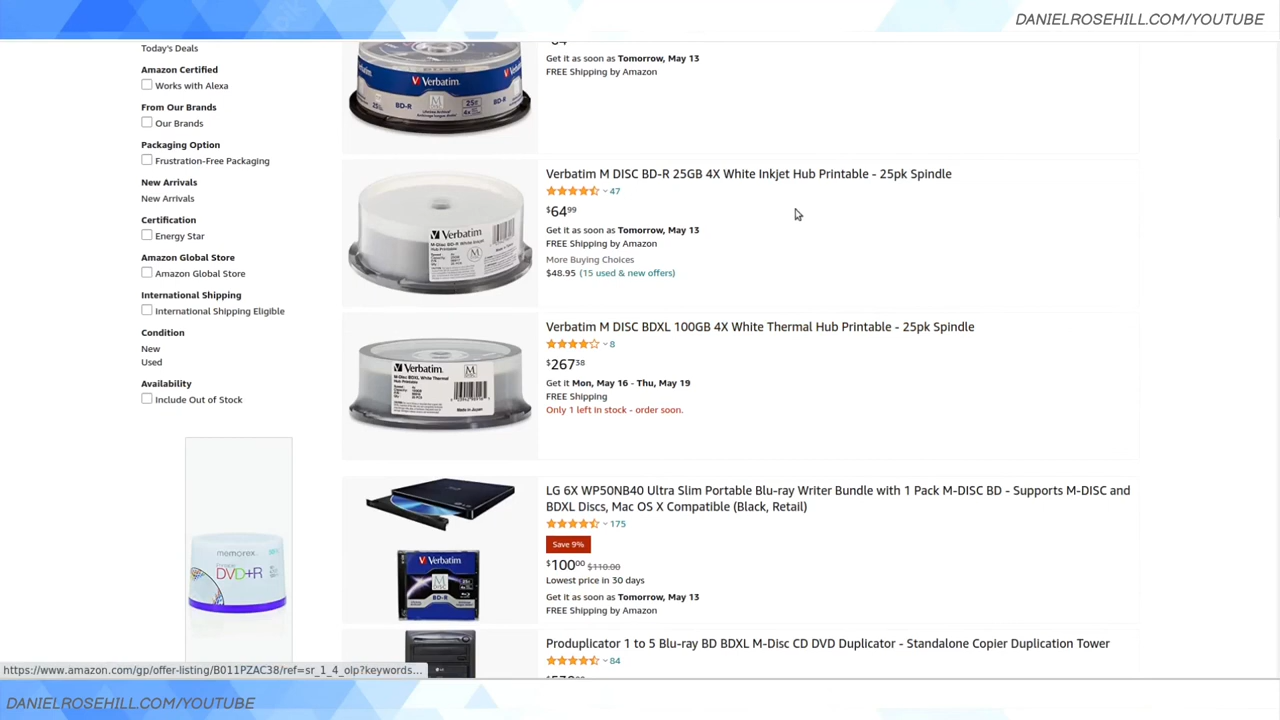 DANIELROSEHILL.COM/YOUTUBE
Today's Deals
Amazon Certified
Works with Alexa
From Our Brands
Our Brands
Packaging Option
Frustration-Free Packaging
New Arrivals
New Arrivals
Certification
Energy Star
Amazon Global Store
Amazon Global Store
International Shipping
International Shipping Eligible
Condition
New
Used
Availability
Include Out of Stock
memorex
DVD+R
Verbatim
BD-R
Get it as soon as Tomorrow, May 13
FREE Shipping by Amazon
Verbatim
Verbatim M DISC BD-R 25GB 4X White Inkjet Hub Printable - 25pk Spindle
47
$64.99
Get it as soon as Tomorrow, May 13
FREE Shipping by Amazon
More Buying Choices
$48.95 (15 used & new offers)
Verbatim
Verbatim M DISC BDXL 100GB 4X White Thermal Hub Printable - 25pk Spindle
8
$267.38
Get it Mon, May 16 - Thu, May 19
FREE Shipping
Only 1 left in stock - order soon.
Verbatim
BD-R
LG 6X WP50NB40 Ultra Slim Portable Blu-ray Writer Bundle with 1 Pack M-DISC BD - Supports M-DISC and
BDXL Discs, Mac OS X Compatible (Black, Retail)
175
Save 9%
$100.00 $110.00
Lowest price in 30 days
Get it as soon as Tomorrow, May 13
FREE Shipping by Amazon
Produplicator 1 to 5 Blu-ray BD BDXL M-Disc CD DVD Duplicator - Standalone Copier Duplication Tower
84
https://www.amazon.com/gp/offer-listing/B011PZAC38/ref=sr_1_4_olp?keywords...
DANIELROSEHILL.COM/YOUTUBE